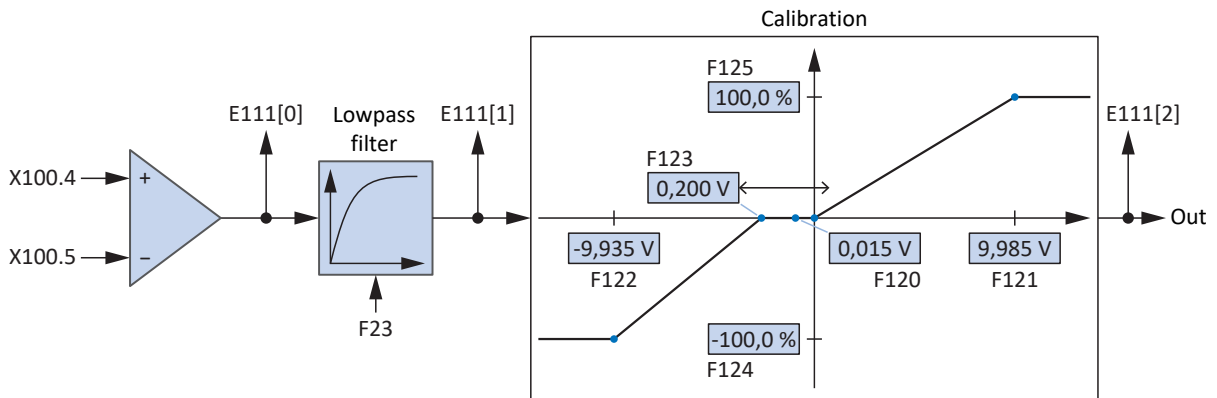 Calibration
F125
100,0 %
E111[0]
Lowpass
filter
E111[1]
E111[2]
F123
0,200 V
X100.4
+
Out
-9,935 V
0,015 V
9,985 V
X100.5
−
F122
F120
F121
F23
-100,0 %
F124